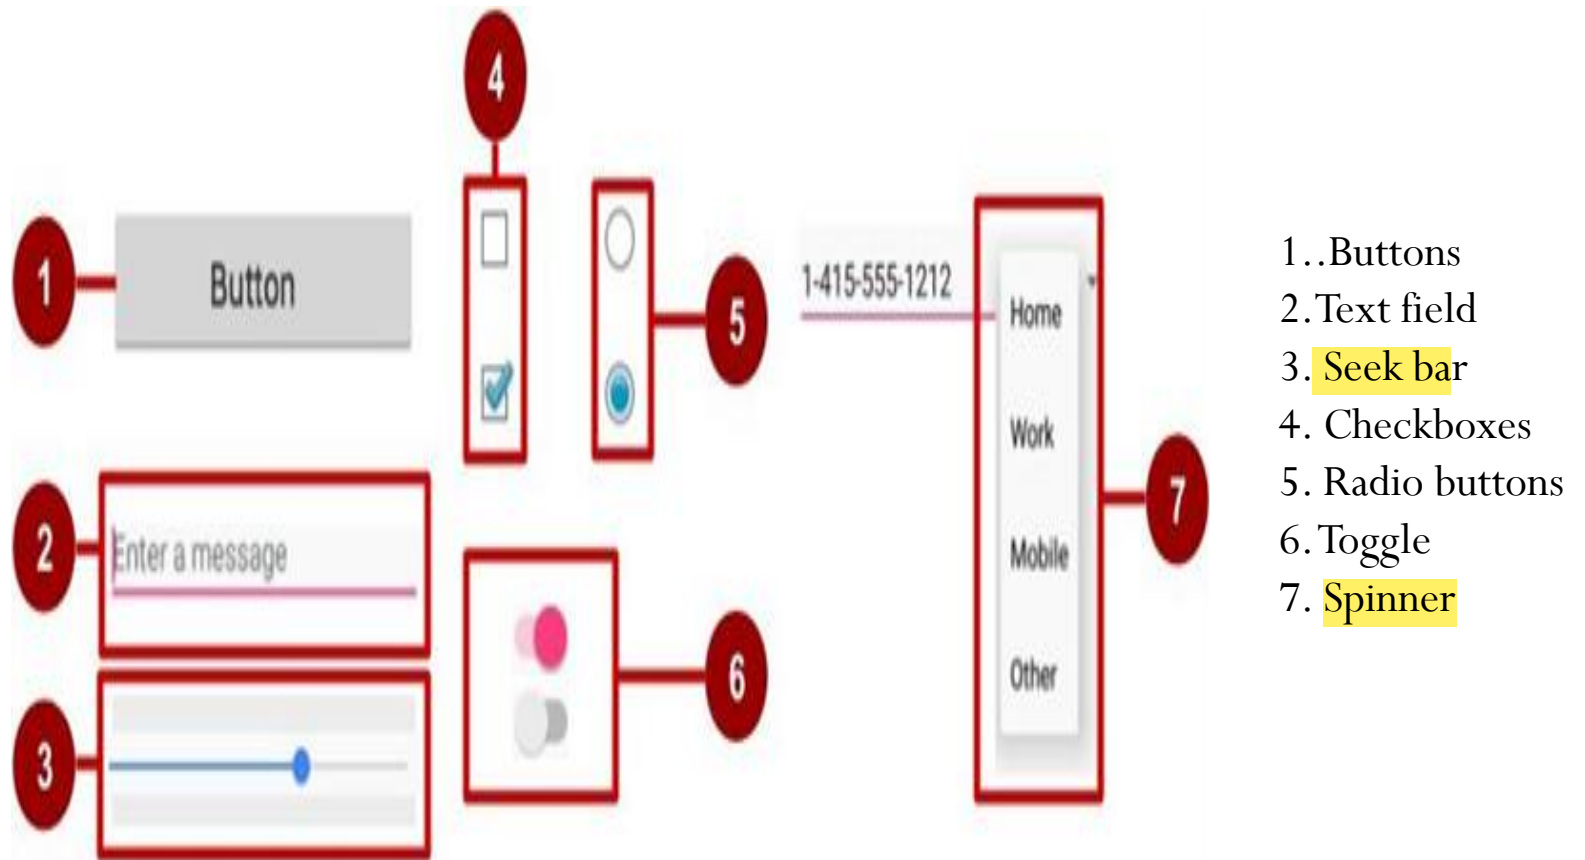 4
1
Button
5
1-415-555-1212
Home
Work
Mobile
Other
7
2
Enter a message
6
3
1..Buttons
2. Text field
3. Seek bar
4. Checkboxes
5. Radio buttons
6. Toggle
7. Spinner